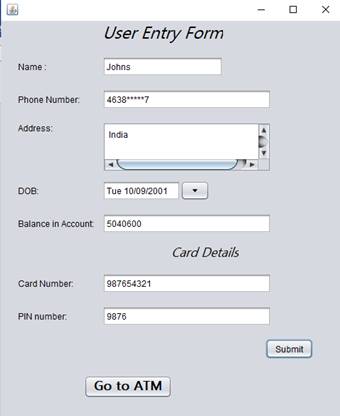 User Entry Form
Name : Johns
Phone Number: 4638*****7
Address: India
DOB: Tue 10/09/2001
Balance in Account: 5040600
Card Details
Card Number: 987654321
PIN number: 9876
Submit
Go to ATM